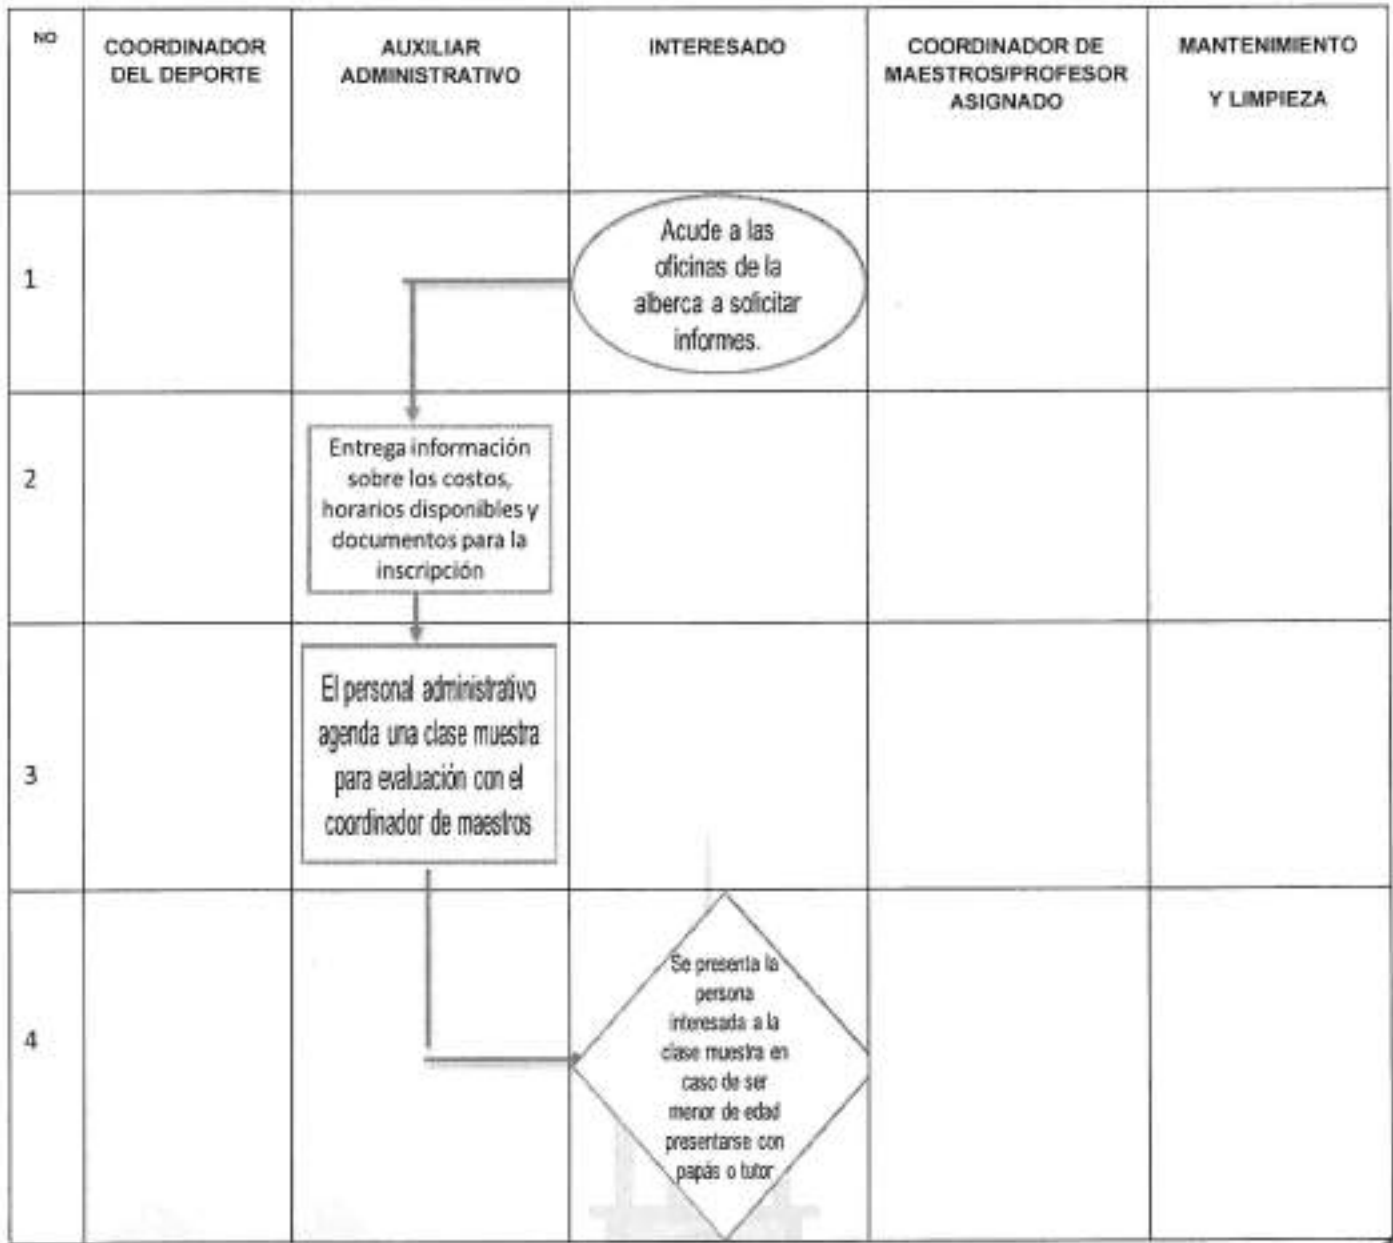 NO
COORDINADOR
DEL DEPORTE
AUXILIAR
ADMINISTRATIVO
INTERESADO
COORDINADOR DE
MAESTROS/PROFESOR
ASIGNADO
MANTENIMIENTO
Y LIMPIEZA
1
Acude a las
oficinas de la
alberca a solicitar
informes.
2
Entrega información
sobre los costos,
horarios disponibles y
documentos para la
inscripción
3
El personal administrativo
agenda una clase muestra
para evaluación con el
coordinador de maestros
4
Se presenta la
persona
interesada a la
clase muestra en
caso de ser
menor de edad
presentarse con
papás o tutor